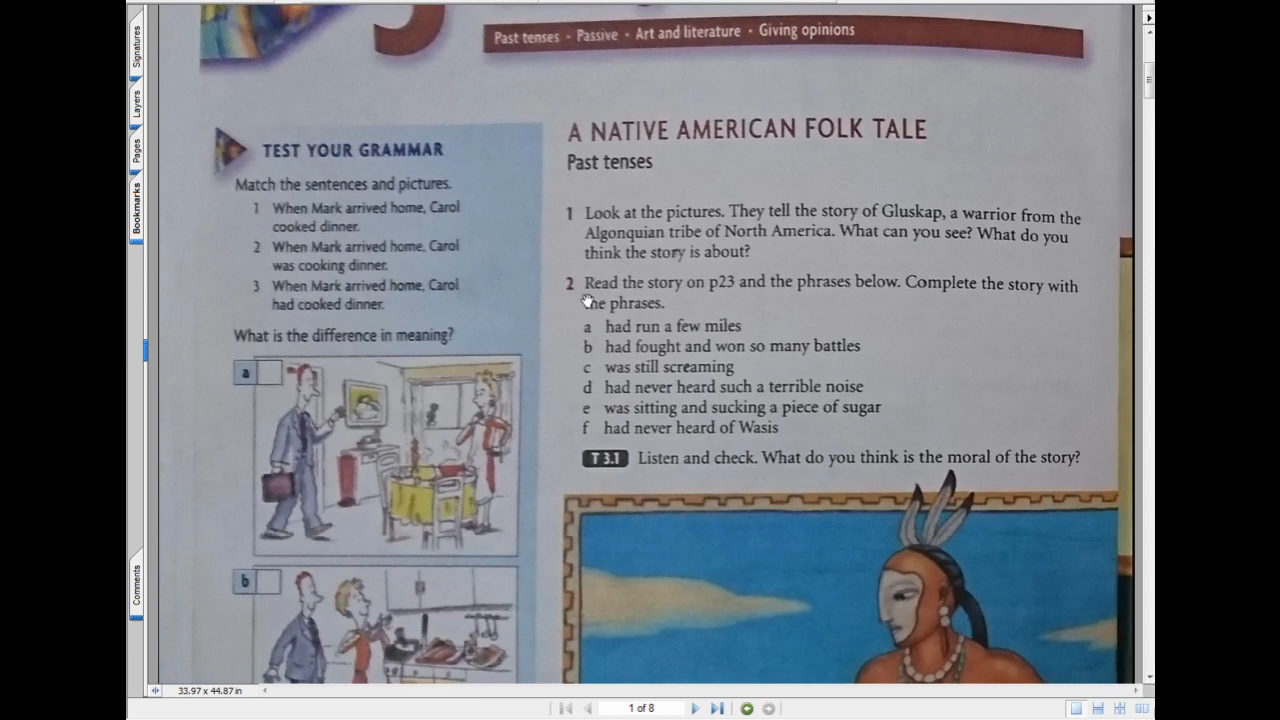 Signatures
Layers
Pages
Bookmarks
Comments
Past tenses • Passive • Art and literature • Giving opinions
TEST YOUR GRAMMAR
Match the sentences and pictures.
1 When Mark arrived home, Carol
cooked dinner.
2 When Mark arrived home, Carol
was cooking dinner.
3 When Mark arrived home, Carol
had cooked dinner.
What is the difference in meaning?
a
b
A NATIVE AMERICAN FOLK TALE
Past tenses
1 Look at the pictures. They tell the story of Gluskap, a warrior from the
Algonquian tribe of North America. What can you see? What do you
think the story is about?
2 Read the story on p23 and the phrases below. Complete the story with
the phrases.
a had run a few miles
b had fought and won so many battles
c was still screaming
d had never heard such a terrible noise
e was sitting and sucking a piece of sugar
f had never heard of Wasis
T 3.1 Listen and check. What do you think is the moral of the story?
33.97 x 44.87 in
1 of 8